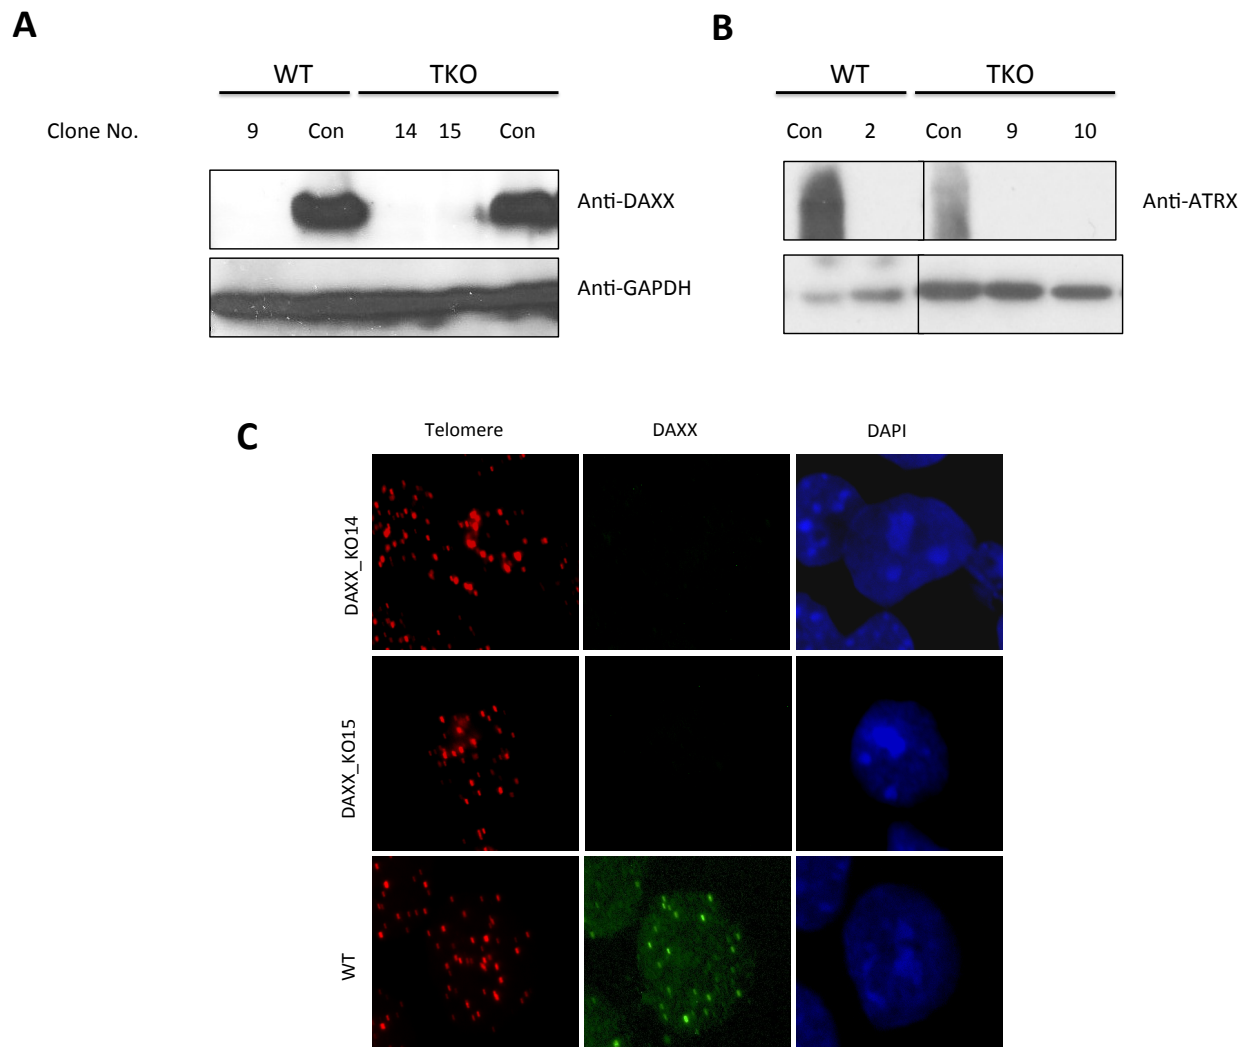 A
B
WT TKO
WT TKO
Clone No. 9 Con 14 15 Con
Con 2 Con 9 10
Anti-DAXX
Anti-ATRX
Anti-GAPDH
C
Telomere DAXX DAPI
DAXX_KO14
DAXX_KO15
WT